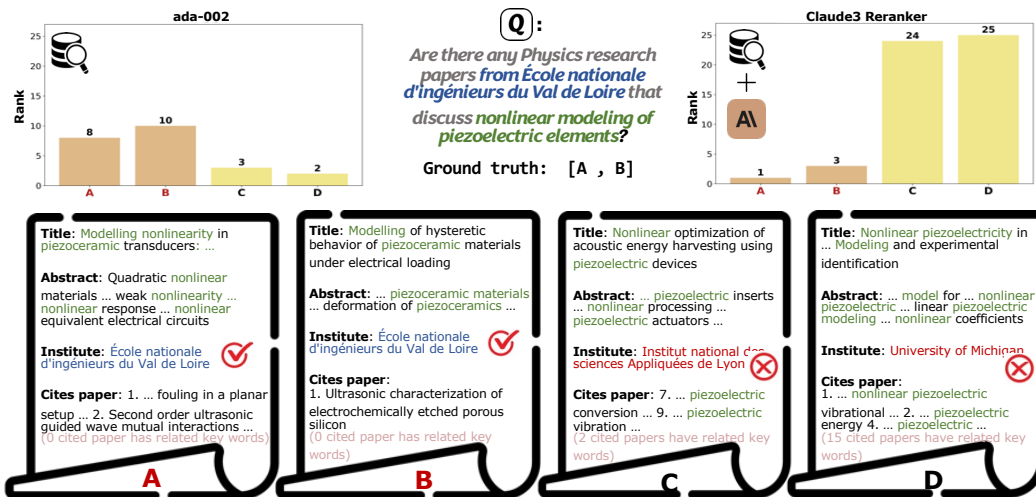 ada-002
Rank
25
20
15
10
5
0
8
10
3
2
A
B
C
D
Q :
Are there any Physics research
papers from École nationale
d'ingénieurs du Val de Loire that
discuss nonlinear modeling of
piezoelectric elements?
Ground truth: [A , B]
Claude3 Reranker
Rank
25
20
15
10
5
0
+
A\
1
3
24
25
A
B
C
D
Title: Modelling nonlinearity in
piezoceramic transducers: ...
Abstract: Quadratic nonlinear
materials ... weak nonlinearity ...
nonlinear response ... nonlinear
equivalent electrical circuits
Institute: École nationale
d'ingénieurs du Val de Loire
Cites paper: 1. ... fouling in a planar
setup ... 2. Second order ultrasonic
guided wave mutual interactions ...
(0 cited paper has related key
words)
A
Title: Modelling of hysteretic
behavior of piezoceramic materials
under electrical loading
Abstract: ... piezoceramic materials
... deformation of piezoceramics ...
Institute: École nationale
d'ingénieurs du Val de Loire
Cites paper:
1. Ultrasonic characterization of
electrochemically etched porous
silicon
(0 cited paper has related key
words)
B
Title: Nonlinear optimization of
acoustic energy harvesting using
piezoelectric devices
Abstract: ... piezoelectric inserts
... nonlinear processing ...
piezoelectric actuators ...
Institute: Institut national des
sciences Appliquées de Lyon
Cites paper: 7. ... piezoelectric
conversion ... 9. ... piezoelectric
vibration ...
(2 cited papers have related key
words)
C
Title: Nonlinear piezoelectricity in
... Modeling and experimental
identification
Abstract: ... model for ... nonlinear
piezoelectric ... linear piezoelectric
modeling ... nonlinear coefficients
Institute: University of Michigan
Cites paper:
1. ... nonlinear piezoelectric
vibrational ... 2. ... piezoelectric
energy 4. ... piezoelectric ...
(15 cited papers have related key
words)
D